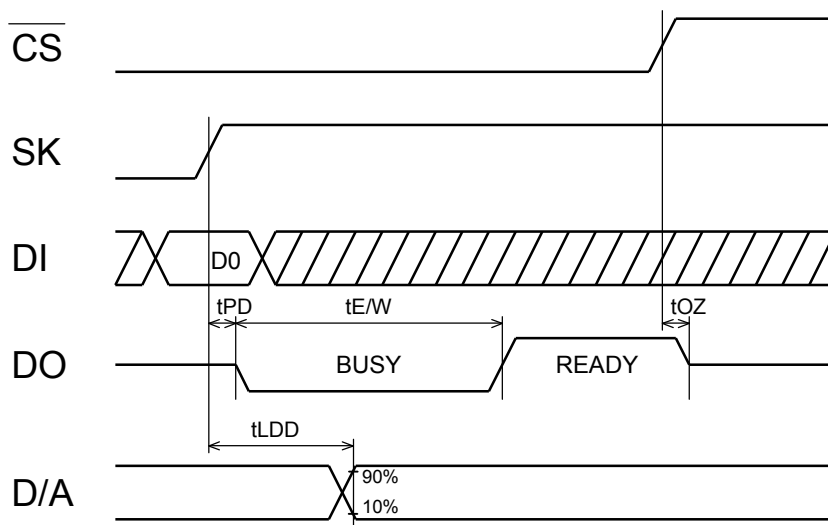 CS
SK
DI
D0
tPD
tE/W
tOZ
DO
BUSY
READY
tLDD
D/A
90%
10%